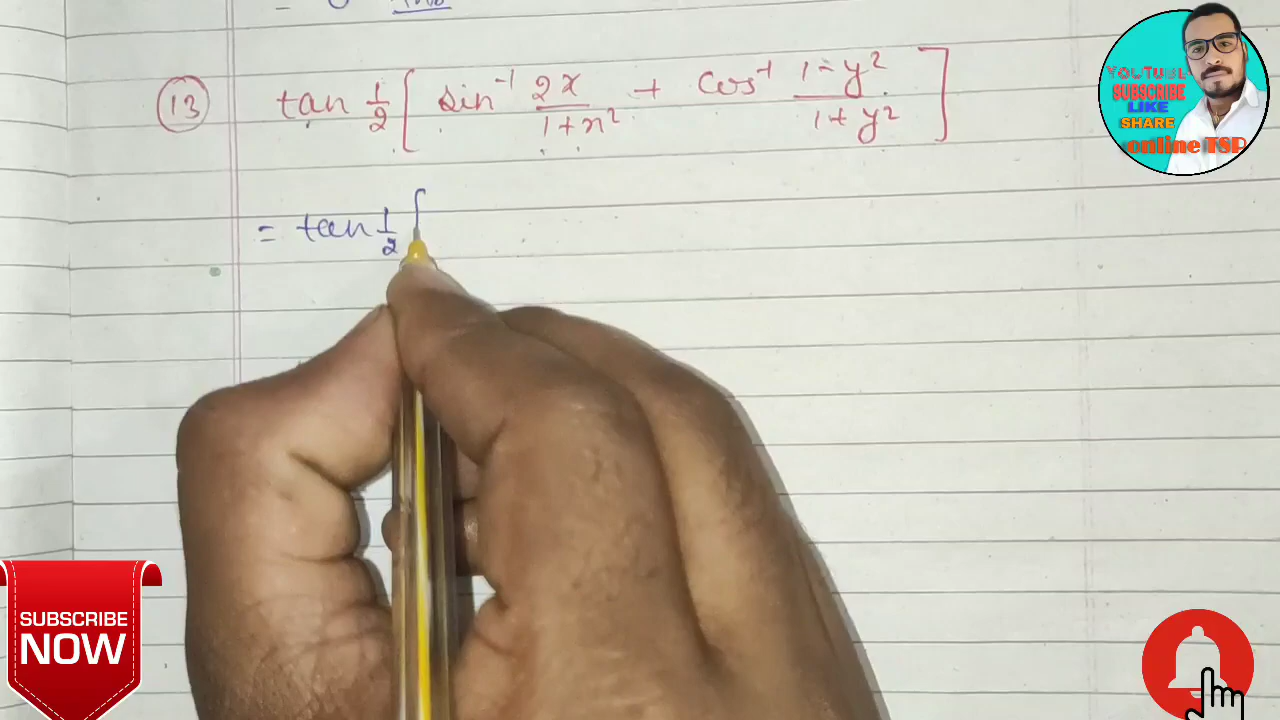 (13) tan 1/2 [ sin⁻¹ 2x/1+x² + cos⁻¹ 1-y²/1+y² ]
= tan 1/2 [
YOUTUBE
SUBSCRIBE
LIKE
SHARE
online TSP
SUBSCRIBE
NOW